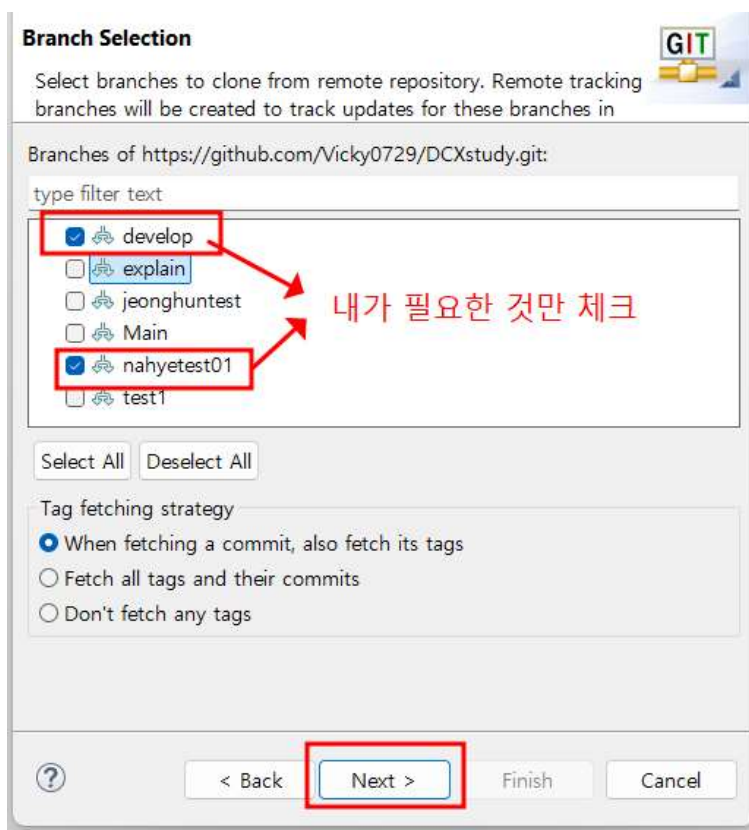 Branch Selection
GIT
Select branches to clone from remote repository. Remote tracking
branches will be created to track updates for these branches in
Branches of https://github.com/Vicky0729/DCXstudy.git:
type filter text
develop
explain
jeonghuntest
내가 필요한 것만 체크
Main
nahyetest01
test1
Select All Deselect All
Tag fetching strategy
When fetching a commit, also fetch its tags
Fetch all tags and their commits
Don't fetch any tags
? < Back Next > Finish Cancel